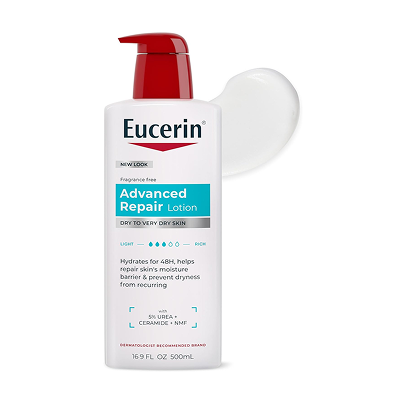 Eucerin®
NEW LOOK
Fragrance free
Advanced
Repair Lotion
DRY TO VERY DRY SKIN
LIGHT RICH
Hydrates for 48H, helps
repair skin's moisture
barrier & prevent dryness
from recurring
with
5% UREA +
CERAMIDE + NMF
DERMATOLOGIST RECOMMENDED BRAND
16.9 FL OZ 500mL